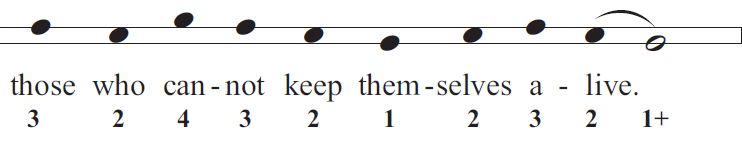 those who can - not keep them - selves a - live.
3 2 4 3 2 1 2 3 2 1+